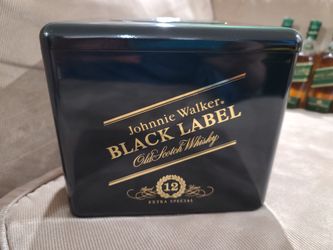 Johnnie Walker®
BLACK LABEL
Old Scotch Whisky
12
EXTRA SPECIAL